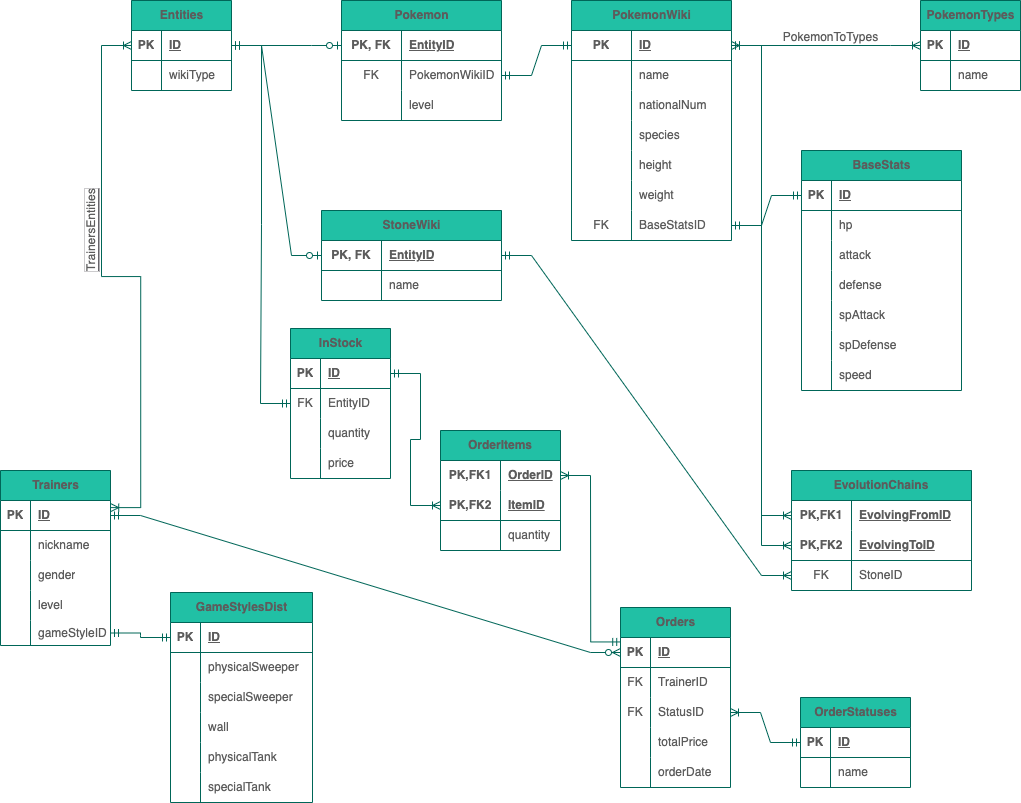 Entities
PK ID
wikiType
Pokemon
PK, FK EntityID
FK PokemonWikiID
level
PokemonWiki
PK ID
name
nationalNum
species
height
weight
FK BaseStatsID
PokemonToTypes
PokemonTypes
PK ID
name
BaseStats
PK ID
hp
attack
defense
spAttack
spDefense
speed
TrainersEntities
StoneWiki
PK, FK EntityID
name
InStock
PK ID
FK EntityID
quantity
price
OrderItems
PK,FK1 OrderID
PK,FK2 ItemID
quantity
EvolutionChains
PK,FK1 EvolvingFromID
PK,FK2 EvolvingToID
FK StoneID
Trainers
PK ID
nickname
gender
level
gameStyleID
GameStylesDist
PK ID
physicalSweeper
specialSweeper
wall
physicalTank
specialTank
Orders
PK ID
FK TrainerID
FK StatusID
totalPrice
orderDate
OrderStatuses
PK ID
name